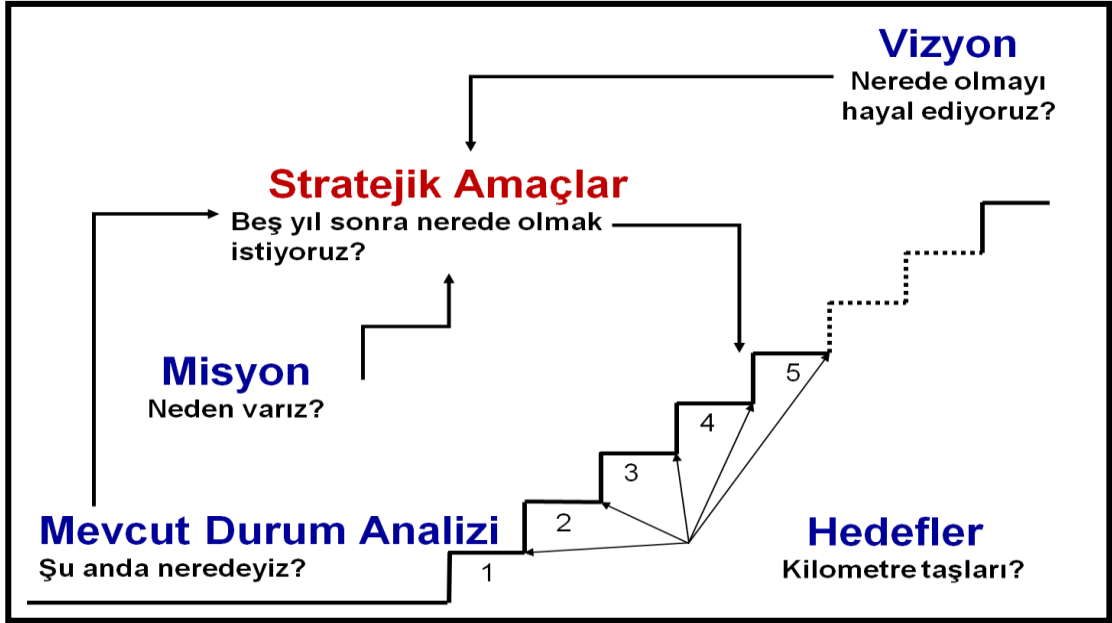 Vizyon
Nerede olmayı
hayal ediyoruz?
Stratejik Amaçlar
Beş yıl sonra nerede olmak
istiyoruz?
Misyon
Neden varız?
5
4
3
2
1
Mevcut Durum Analizi
Şu anda neredeyiz?
Hedefler
Kilometre taşları?